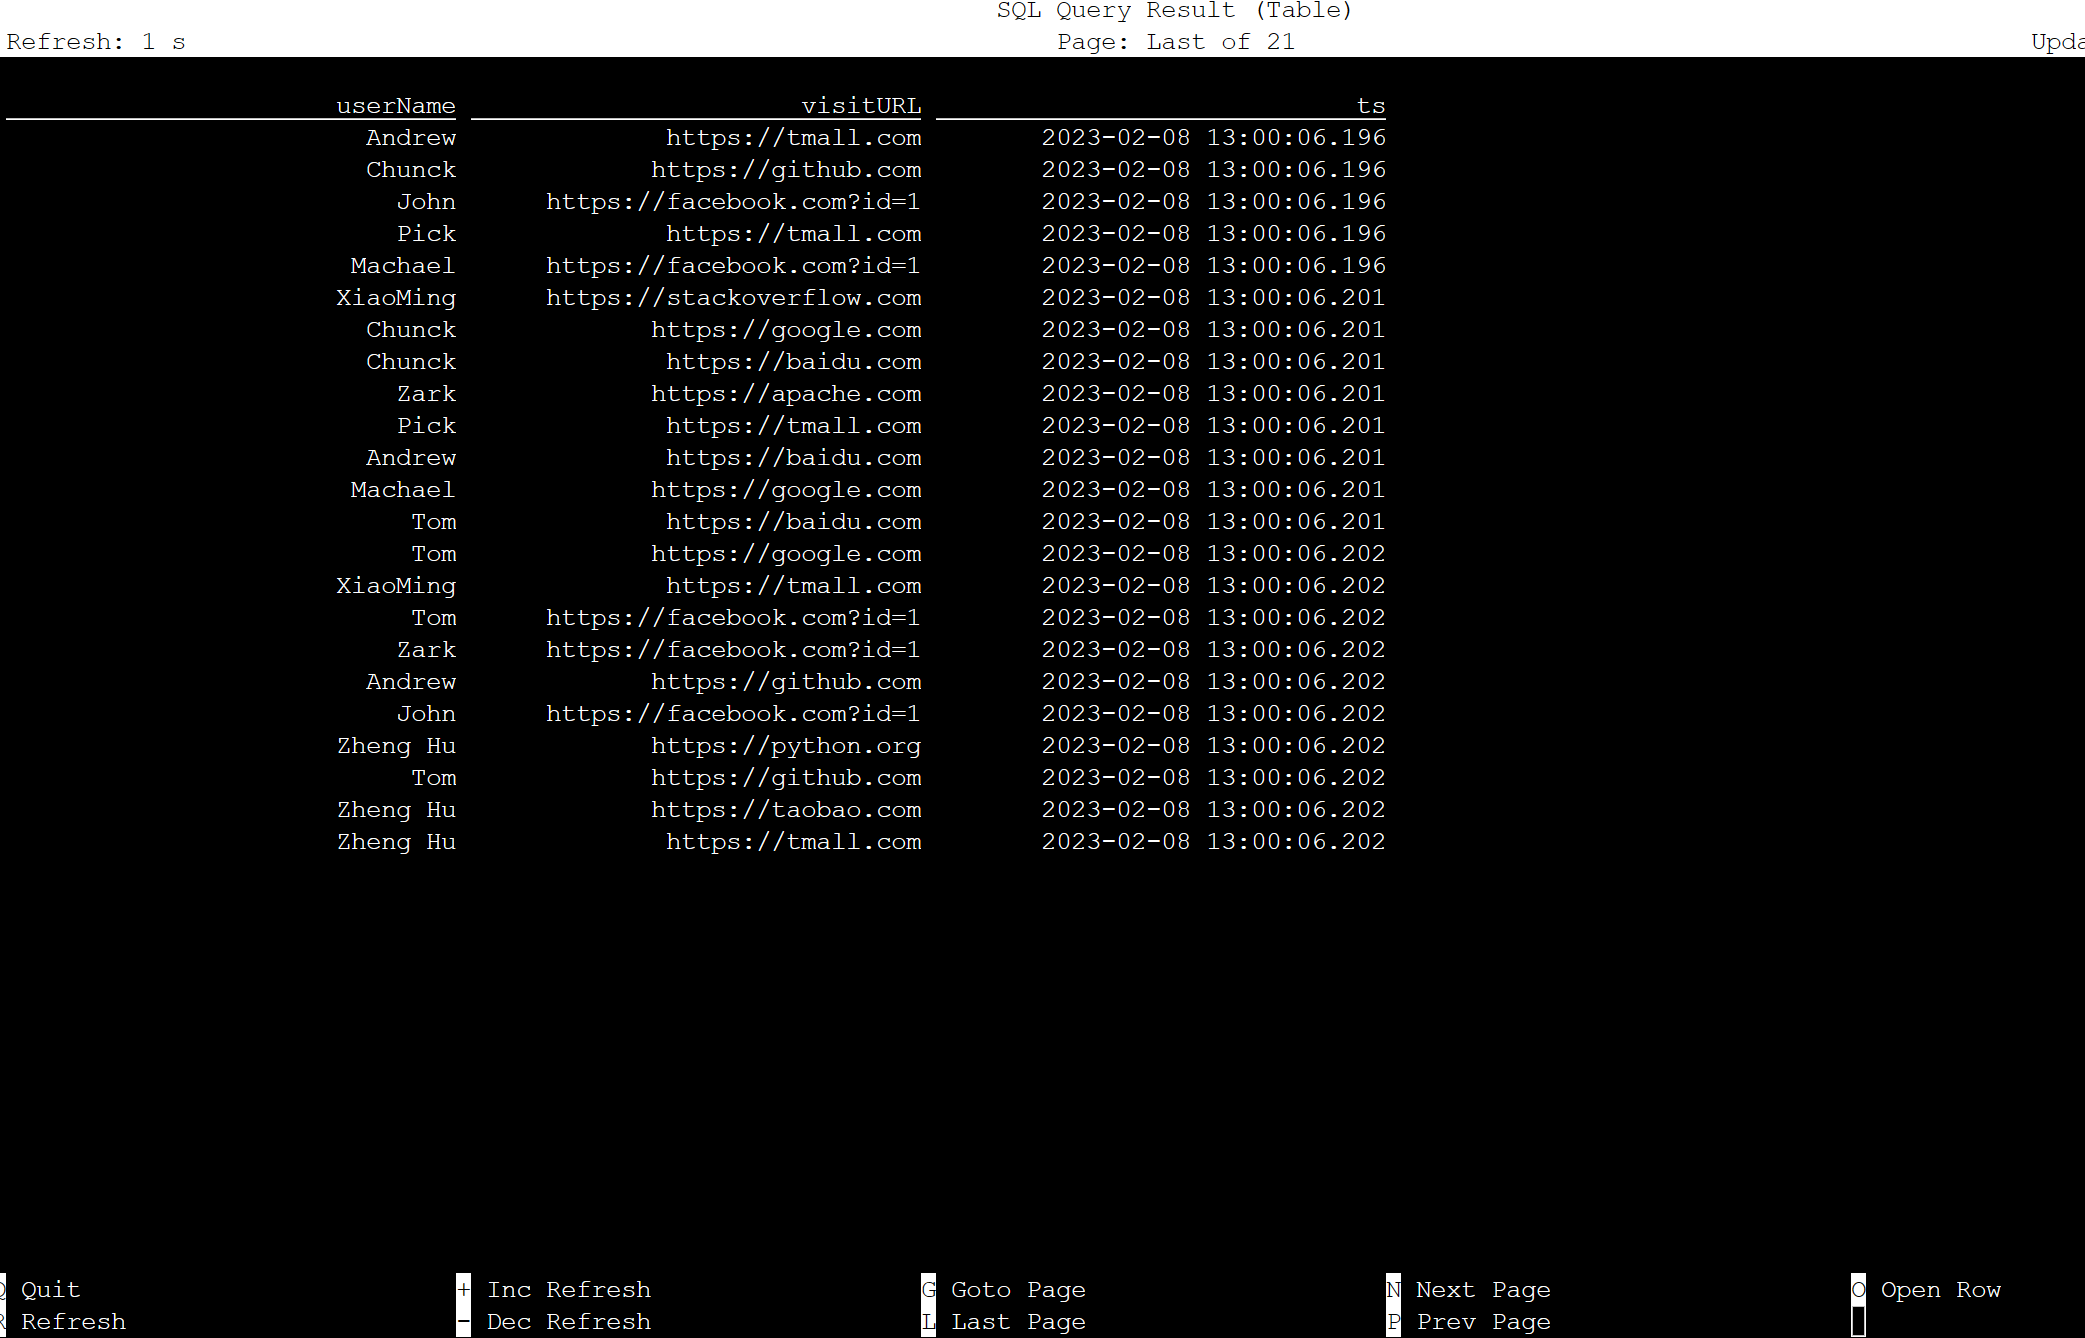 SQL Query Result (Table)
Refresh: 1 s Page: Last of 21
userName visitURL ts
Andrew https://tmall.com 2023-02-08 13:00:06.196
Chunck https://github.com 2023-02-08 13:00:06.196
John https://facebook.com?id=1 2023-02-08 13:00:06.196
Pick https://tmall.com 2023-02-08 13:00:06.196
Machael https://facebook.com?id=1 2023-02-08 13:00:06.196
XiaoMing https://stackoverflow.com 2023-02-08 13:00:06.201
Chunck https://google.com 2023-02-08 13:00:06.201
Chunck https://baidu.com 2023-02-08 13:00:06.201
Zark https://apache.com 2023-02-08 13:00:06.201
Pick https://tmall.com 2023-02-08 13:00:06.201
Andrew https://baidu.com 2023-02-08 13:00:06.201
Machael https://google.com 2023-02-08 13:00:06.201
Tom https://baidu.com 2023-02-08 13:00:06.201
Tom https://google.com 2023-02-08 13:00:06.202
XiaoMing https://tmall.com 2023-02-08 13:00:06.202
Tom https://facebook.com?id=1 2023-02-08 13:00:06.202
Zark https://facebook.com?id=1 2023-02-08 13:00:06.202
Andrew https://github.com 2023-02-08 13:00:06.202
John https://facebook.com?id=1 2023-02-08 13:00:06.202
Zheng Hu https://python.org 2023-02-08 13:00:06.202
Tom https://github.com 2023-02-08 13:00:06.202
Zheng Hu https://taobao.com 2023-02-08 13:00:06.202
Zheng Hu https://tmall.com 2023-02-08 13:00:06.202
Q Quit + Inc Refresh G Goto Page N Next Page O Open Row
R Refresh - Dec Refresh L Last Page P Prev Page